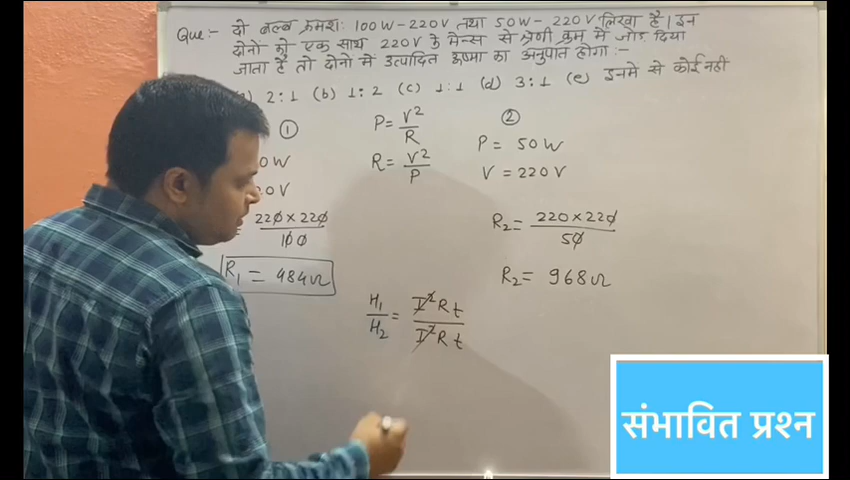 Que:- दो बल्ब क्रमशः 100W-220V तथा 50W-220V लिखा है। इन
दोनों को एक साथ 220V के मेन्स से श्रेणी क्रम में जोड़ दिया
जाता है तो दोनों में उत्पादित ऊष्मा का अनुपात होगा:-
) 2:1 (b) 1:2 (c) 1:1 (d) 3:1 (e) इनमे से कोई नही
①
0W
0V
220 × 220
100
R₁ = 484Ω
P = V²/R
R = V²/P
②
P = 50W
V = 220V
R₂ = 220×220
50
R₂ = 968Ω
H₁/H₂ = I²Rt/I²Rt
संभावित प्रश्न